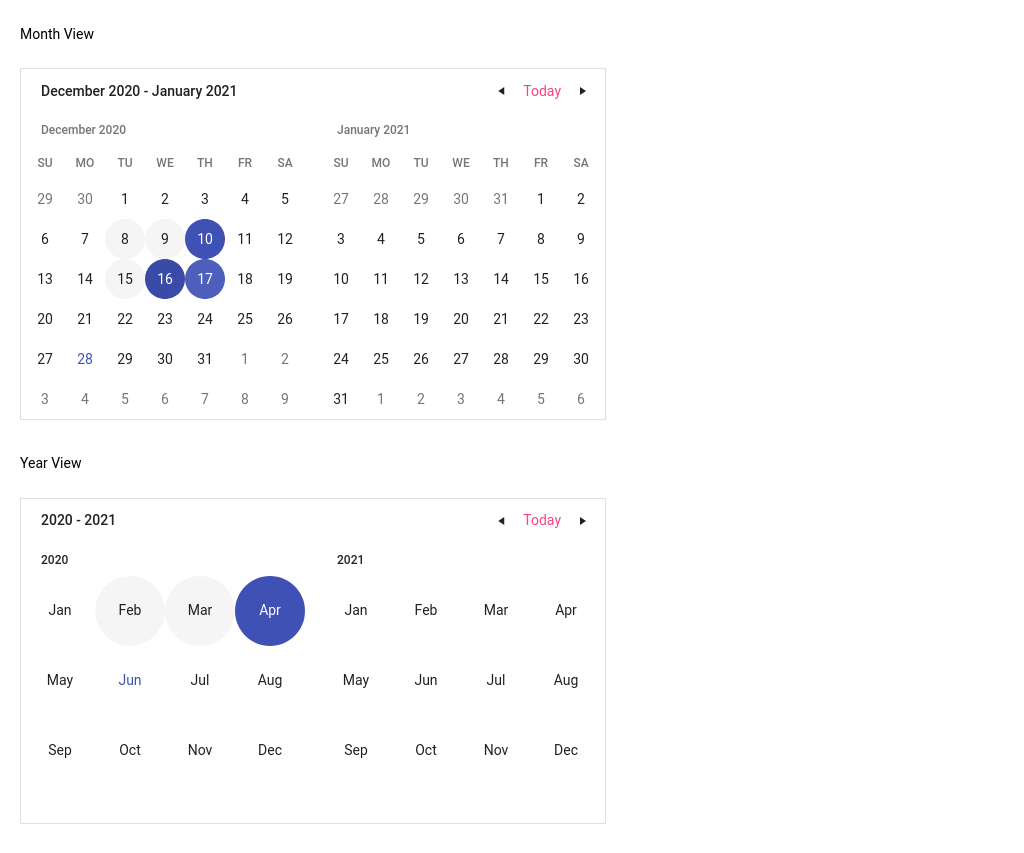 Month View
December 2020 - January 2021 Today
December 2020 January 2021
SU MO TU WE TH FR SA SU MO TU WE TH FR SA
29 30 1 2 3 4 5 27 28 29 30 31 1 2
6 7 8 9 10 11 12 3 4 5 6 7 8 9
13 14 15 16 17 18 19 10 11 12 13 14 15 16
20 21 22 23 24 25 26 17 18 19 20 21 22 23
27 28 29 30 31 1 2 24 25 26 27 28 29 30
3 4 5 6 7 8 9 31 1 2 3 4 5 6
Year View
2020 - 2021 Today
2020 2021
Jan Feb Mar Apr Jan Feb Mar Apr
May Jun Jul Aug May Jun Jul Aug
Sep Oct Nov Dec Sep Oct Nov Dec